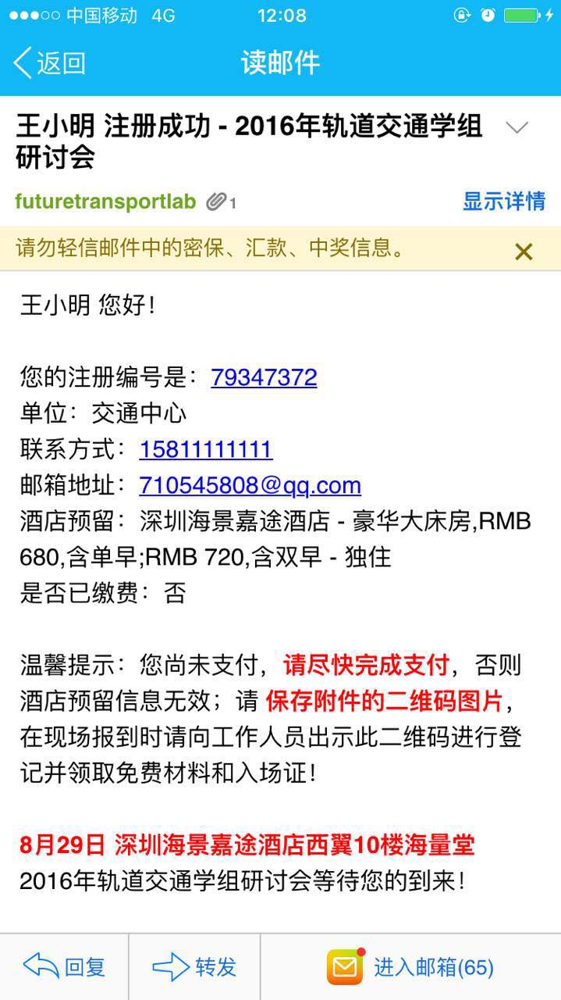 中国移动 4G 12:08
返回 读邮件
王小明 注册成功 - 2016年轨道交通学组
研讨会
futuretransportlab 1 显示详情
请勿轻信邮件中的密保、汇款、中奖信息。
王小明 您好！
您的注册编号是：79347372
单位：交通中心
联系方式：15811111111
邮箱地址：710545808@qq.com
酒店预留：深圳海景嘉途酒店 - 豪华大床房,RMB
680,含单早;RMB 720,含双早 - 独住
是否已缴费：否
温馨提示：您尚未支付，请尽快完成支付，否则
酒店预留信息无效；请 保存附件的二维码图片，
在现场报到时请向工作人员出示此二维码进行登
记并领取免费材料和入场证！
8月29日 深圳海景嘉途酒店西翼10楼海量堂
2016年轨道交通学组研讨会等待您的到来！
回复 转发 进入邮箱(65)